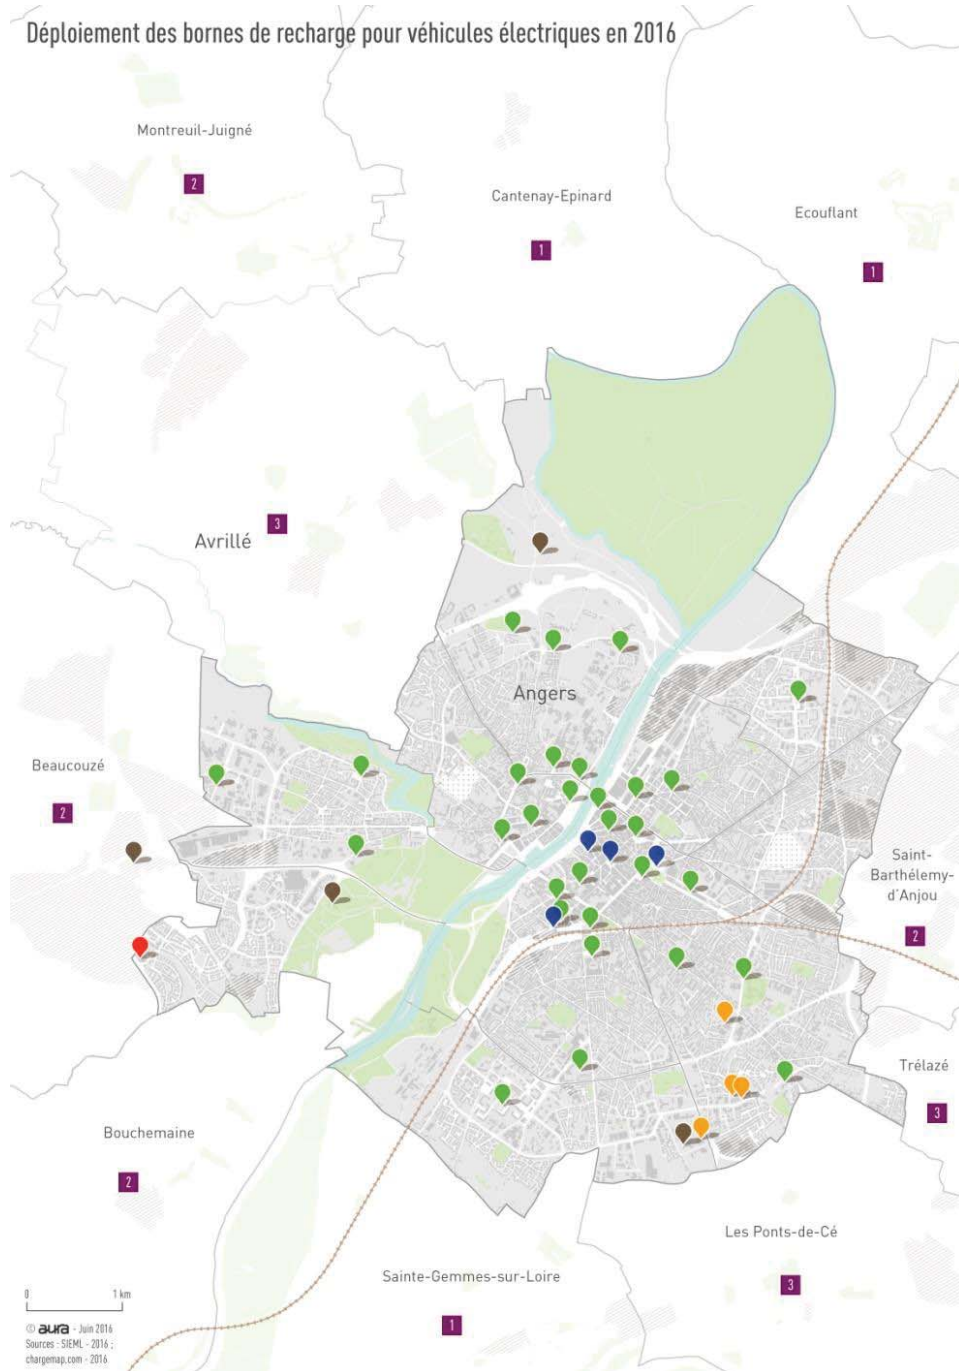 Déploiement des bornes de recharge pour véhicules électriques en 2016
Montreuil-Juigné
2
Cantenay-Epinard
1
Ecouflant
1
Avrillé
3
Angers
Beaucouzé
2
Saint-
Barthélemy-
d'Anjou
2
Trélazé
3
Bouchemaine
2
Les Ponts-de-Cé
3
Sainte-Gemmes-sur-Loire
1
0 1 km
© aura - Juin 2016
Sources : SIEML - 2016 ;
chargemap.com - 2016